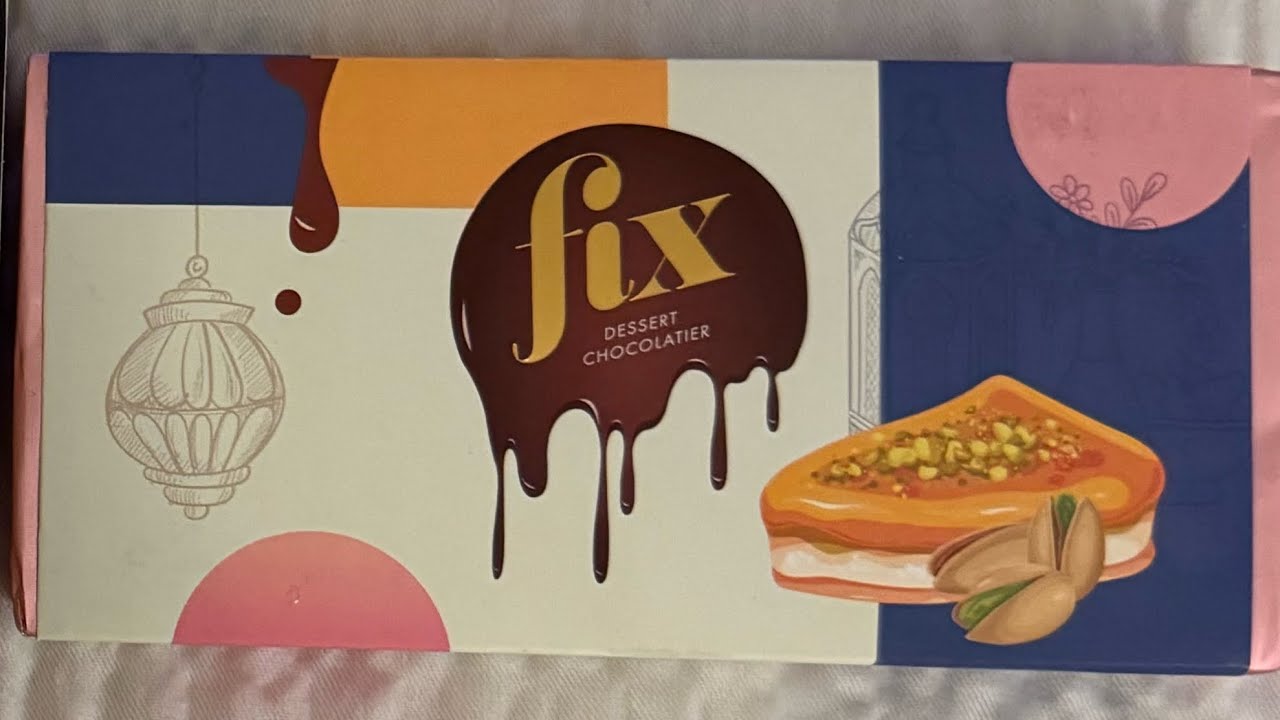 fix
DESSERT
CHOCOLATIER